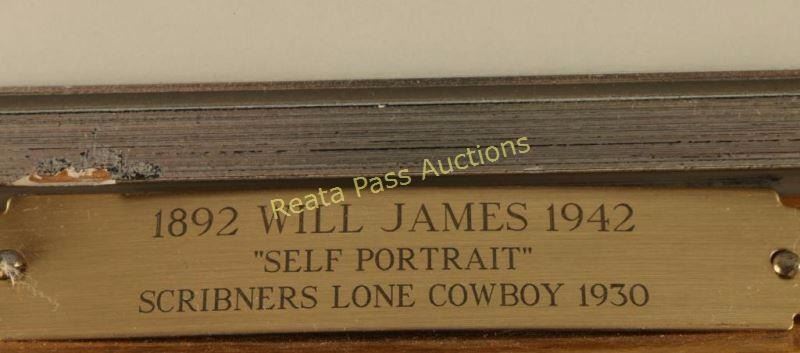 Reata Pass Auctions
1892 WILL JAMES 1942
"SELF PORTRAIT"
SCRIBNERS LONE COWBOY 1930